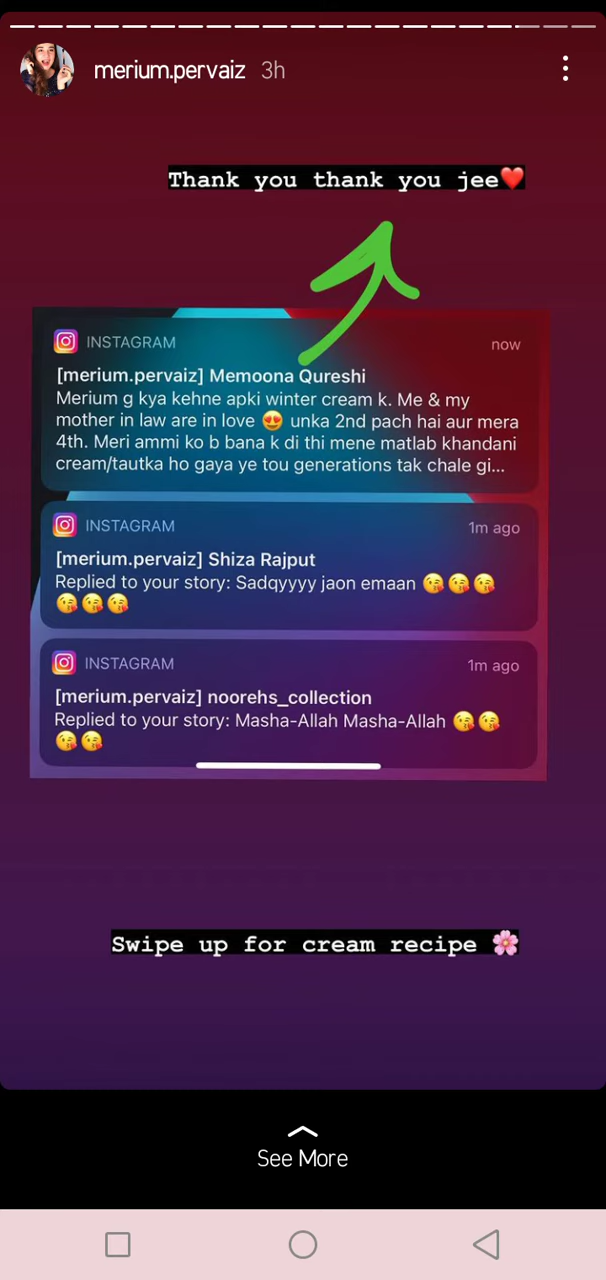 merium.pervaiz 3h
Thank you thank you jee❤️
INSTAGRAM now
[merium.pervaiz] Memoona Qureshi
Merium g kya kehne apki winter cream k. Me & my
mother in law are in love 😍 unka 2nd pach hai aur mera
4th. Meri ammi ko b bana k di thi mene matlab khandani
cream/tautka ho gaya ye tou generations tak chale gi...
INSTAGRAM 1m ago
[merium.pervaiz] Shiza Rajput
Replied to your story: Sadqyyyy jaon emaan 😘😘😘
😘😘😘
INSTAGRAM 1m ago
[merium.pervaiz] noorehs_collection
Replied to your story: Masha-Allah Masha-Allah 😘😘
😘😘
Swipe up for cream recipe 🌸
See More